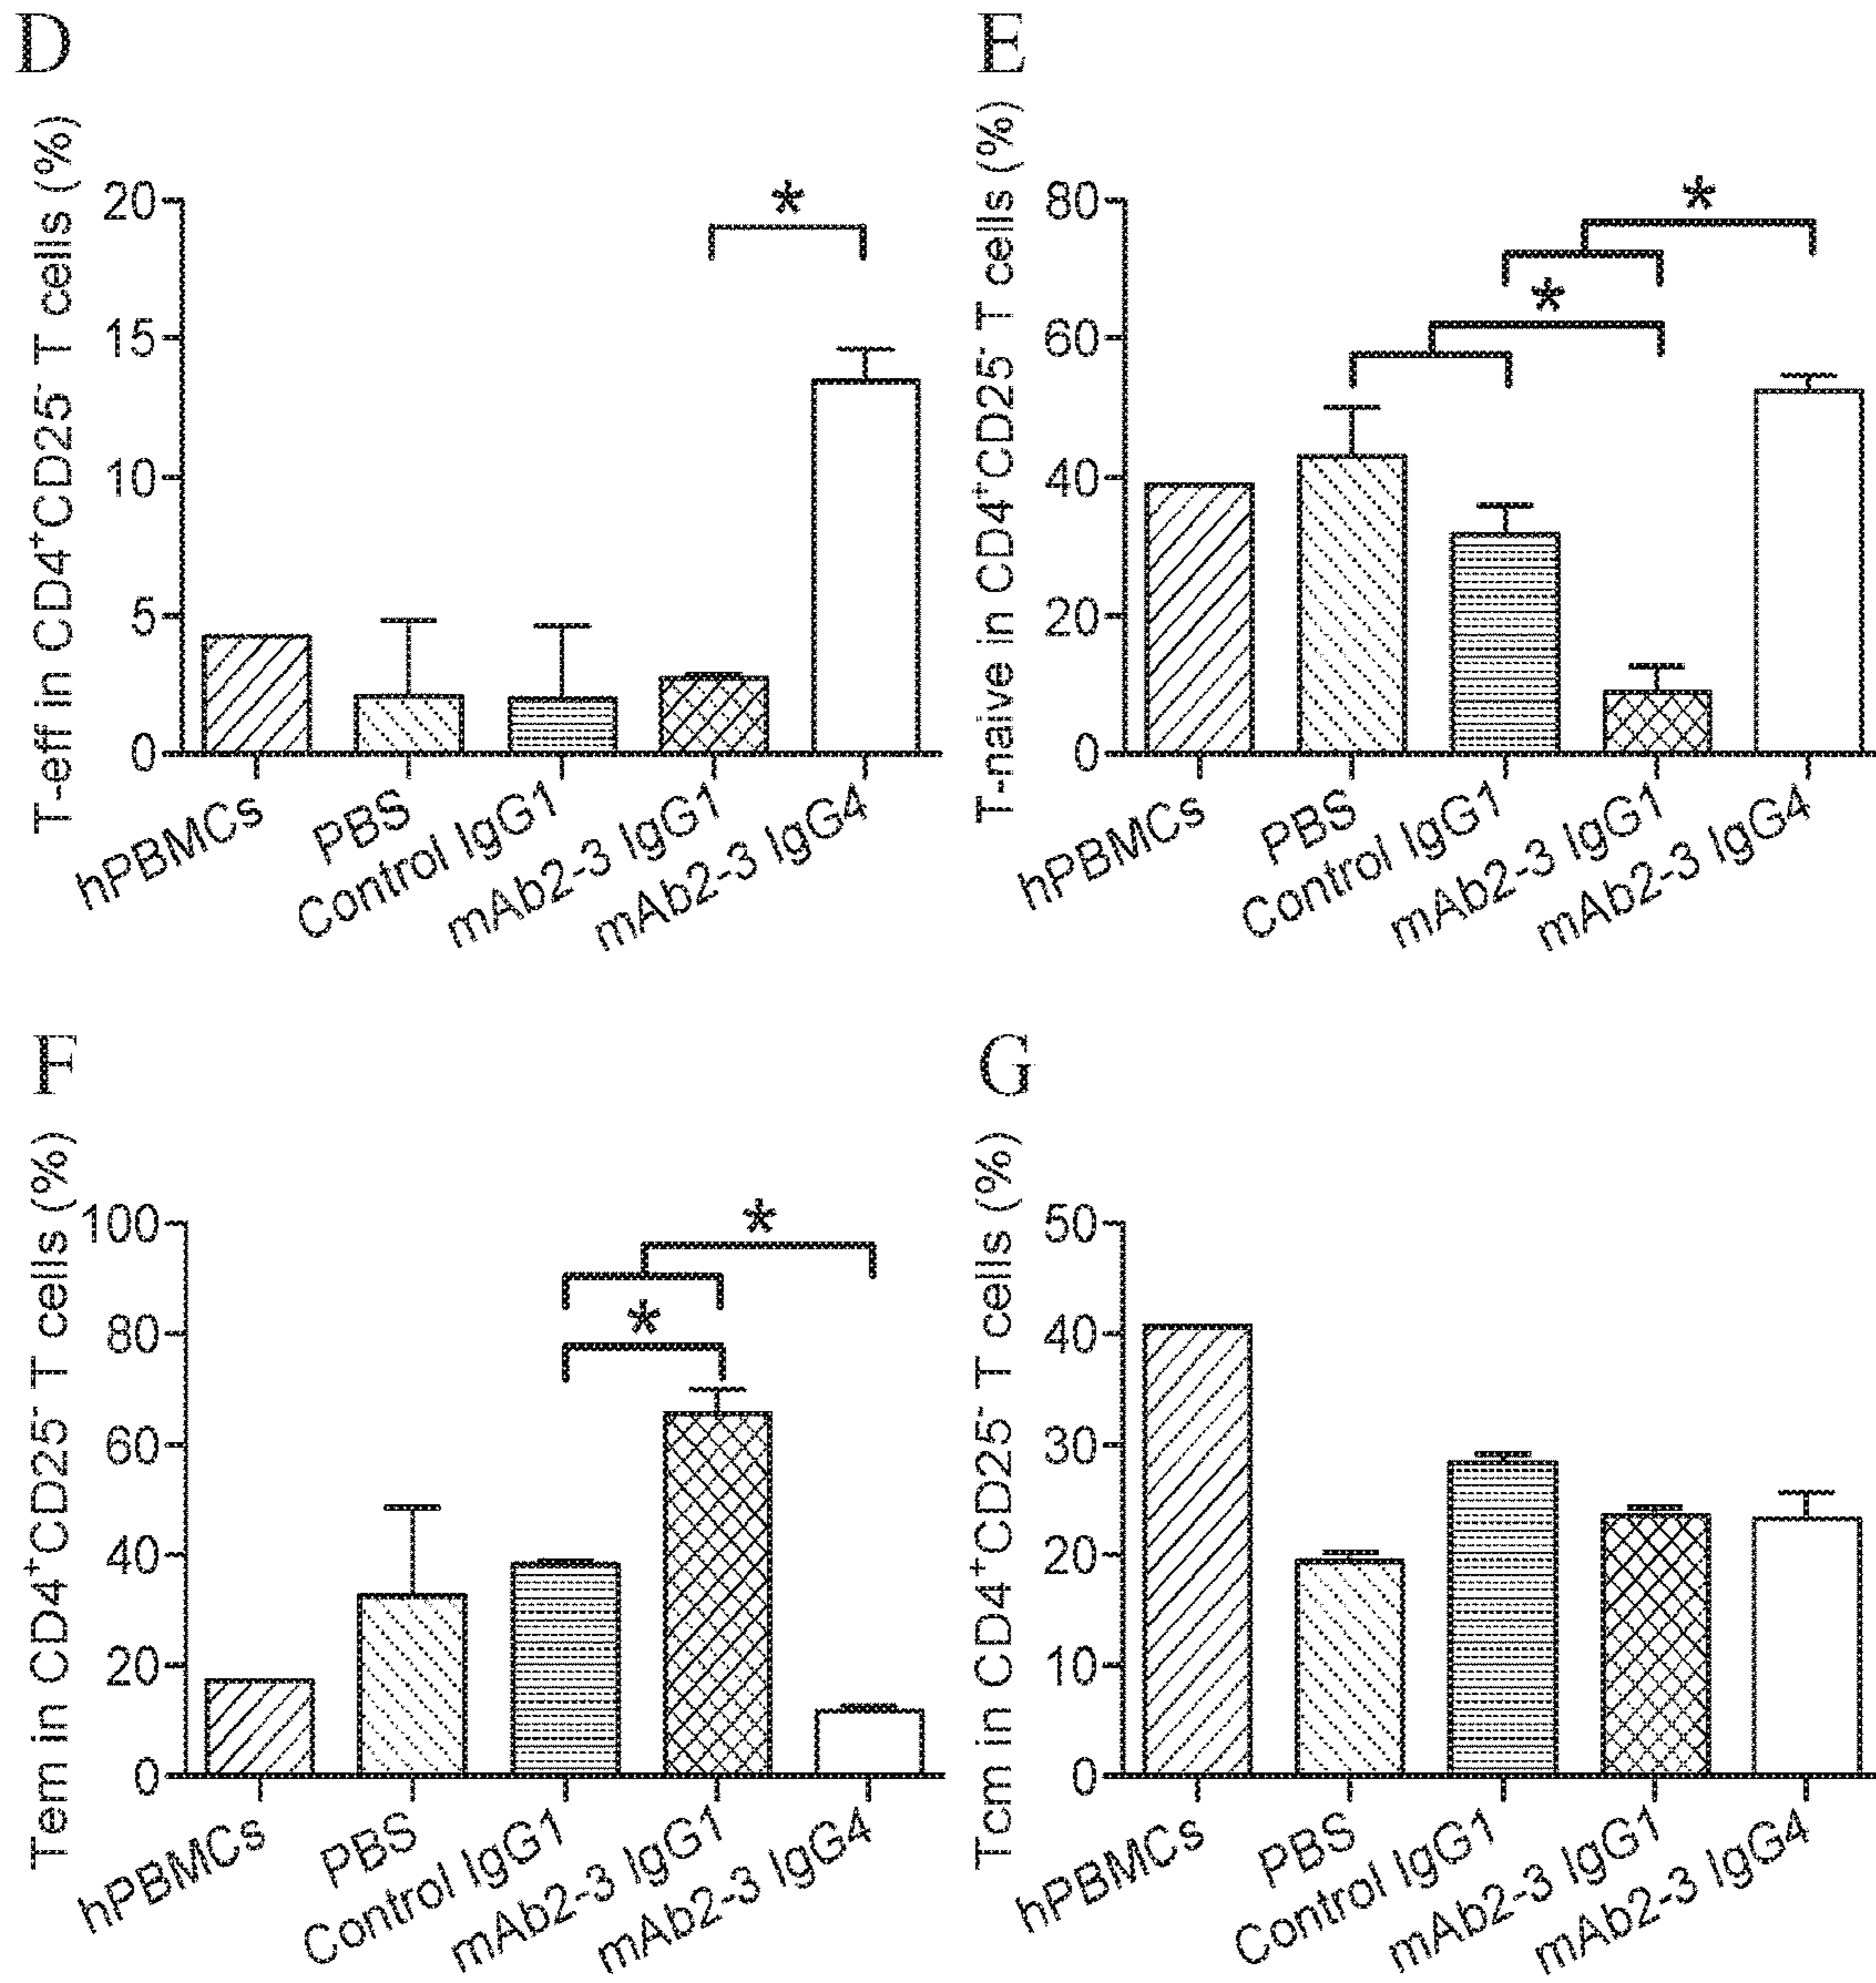 D
T-eff in CD4⁺CD25⁻ T cells (%)
20
15
10
5
0
*
hPBMCs
PBS
Control IgG1
mAb2-3 IgG1
mAb2-3 IgG4
E
T-naive in CD4⁺CD25⁻ T cells (%)
80
60
40
20
0
*
*
hPBMCs
PBS
Control IgG1
mAb2-3 IgG1
mAb2-3 IgG4
F
Tem in CD4⁺CD25⁻ T cells (%)
100
80
60
40
20
0
*
*
hPBMCs
PBS
Control IgG1
mAb2-3 IgG1
mAb2-3 IgG4
G
Tcm in CD4⁺CD25⁻ T cells (%)
50
40
30
20
10
0
hPBMCs
PBS
Control IgG1
mAb2-3 IgG1
mAb2-3 IgG4